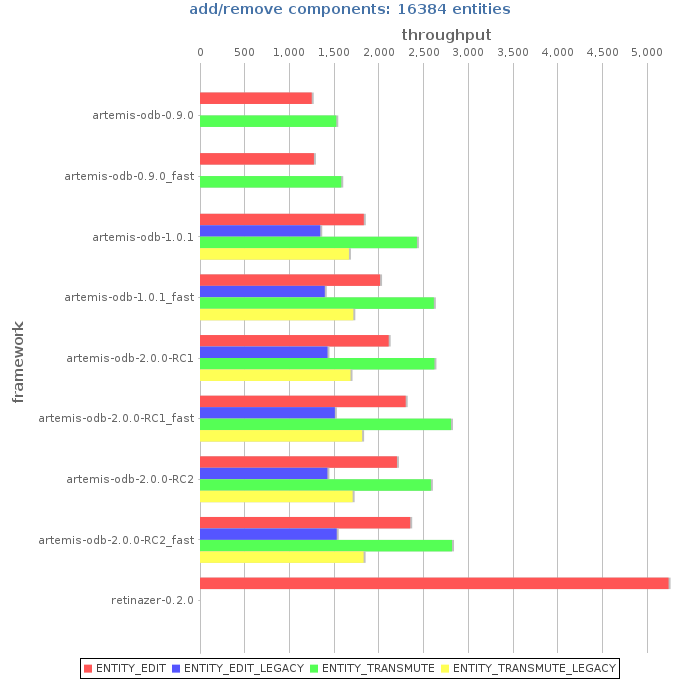 add/remove components: 16384 entities
throughput
0 500 1,000 1,500 2,000 2,500 3,000 3,500 4,000 4,500 5,000
framework
artemis-odb-0.9.0
artemis-odb-0.9.0_fast
artemis-odb-1.0.1
artemis-odb-1.0.1_fast
artemis-odb-2.0.0-RC1
artemis-odb-2.0.0-RC1_fast
artemis-odb-2.0.0-RC2
artemis-odb-2.0.0-RC2_fast
retinazer-0.2.0
ENTITY_EDIT ENTITY_EDIT_LEGACY ENTITY_TRANSMUTE ENTITY_TRANSMUTE_LEGACY